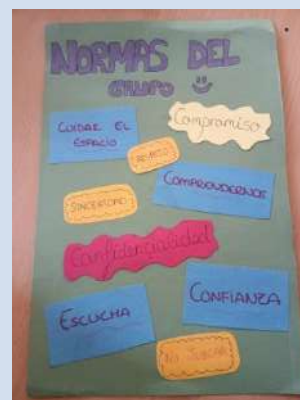 NORMAS DEL
GRUPO
Compromiso
CUIDAR EL
ESPACIO
RESPETO
COMPRENDERNOS
SINCERIDAD
Confidencialidad
CONFIANZA
ESCUCHA
NO JUZGAR